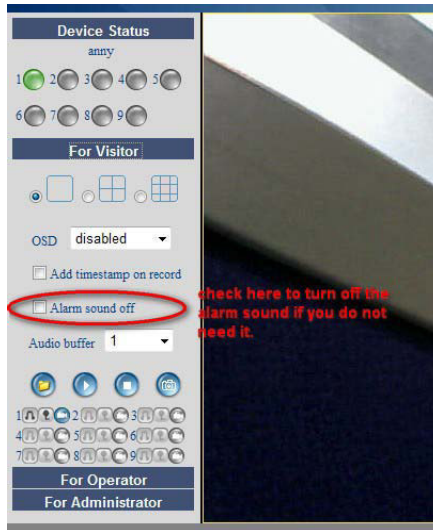 Device Status
anny
1 2 3 4 5
6 7 8 9
For Visitor
OSD disabled
Add timestamp on record
Alarm sound off
check here to turn off the
alarm sound if you do not
need it.
Audio buffer 1
1 2 3
4 5 6
7 8 9
For Operator
For Administrator